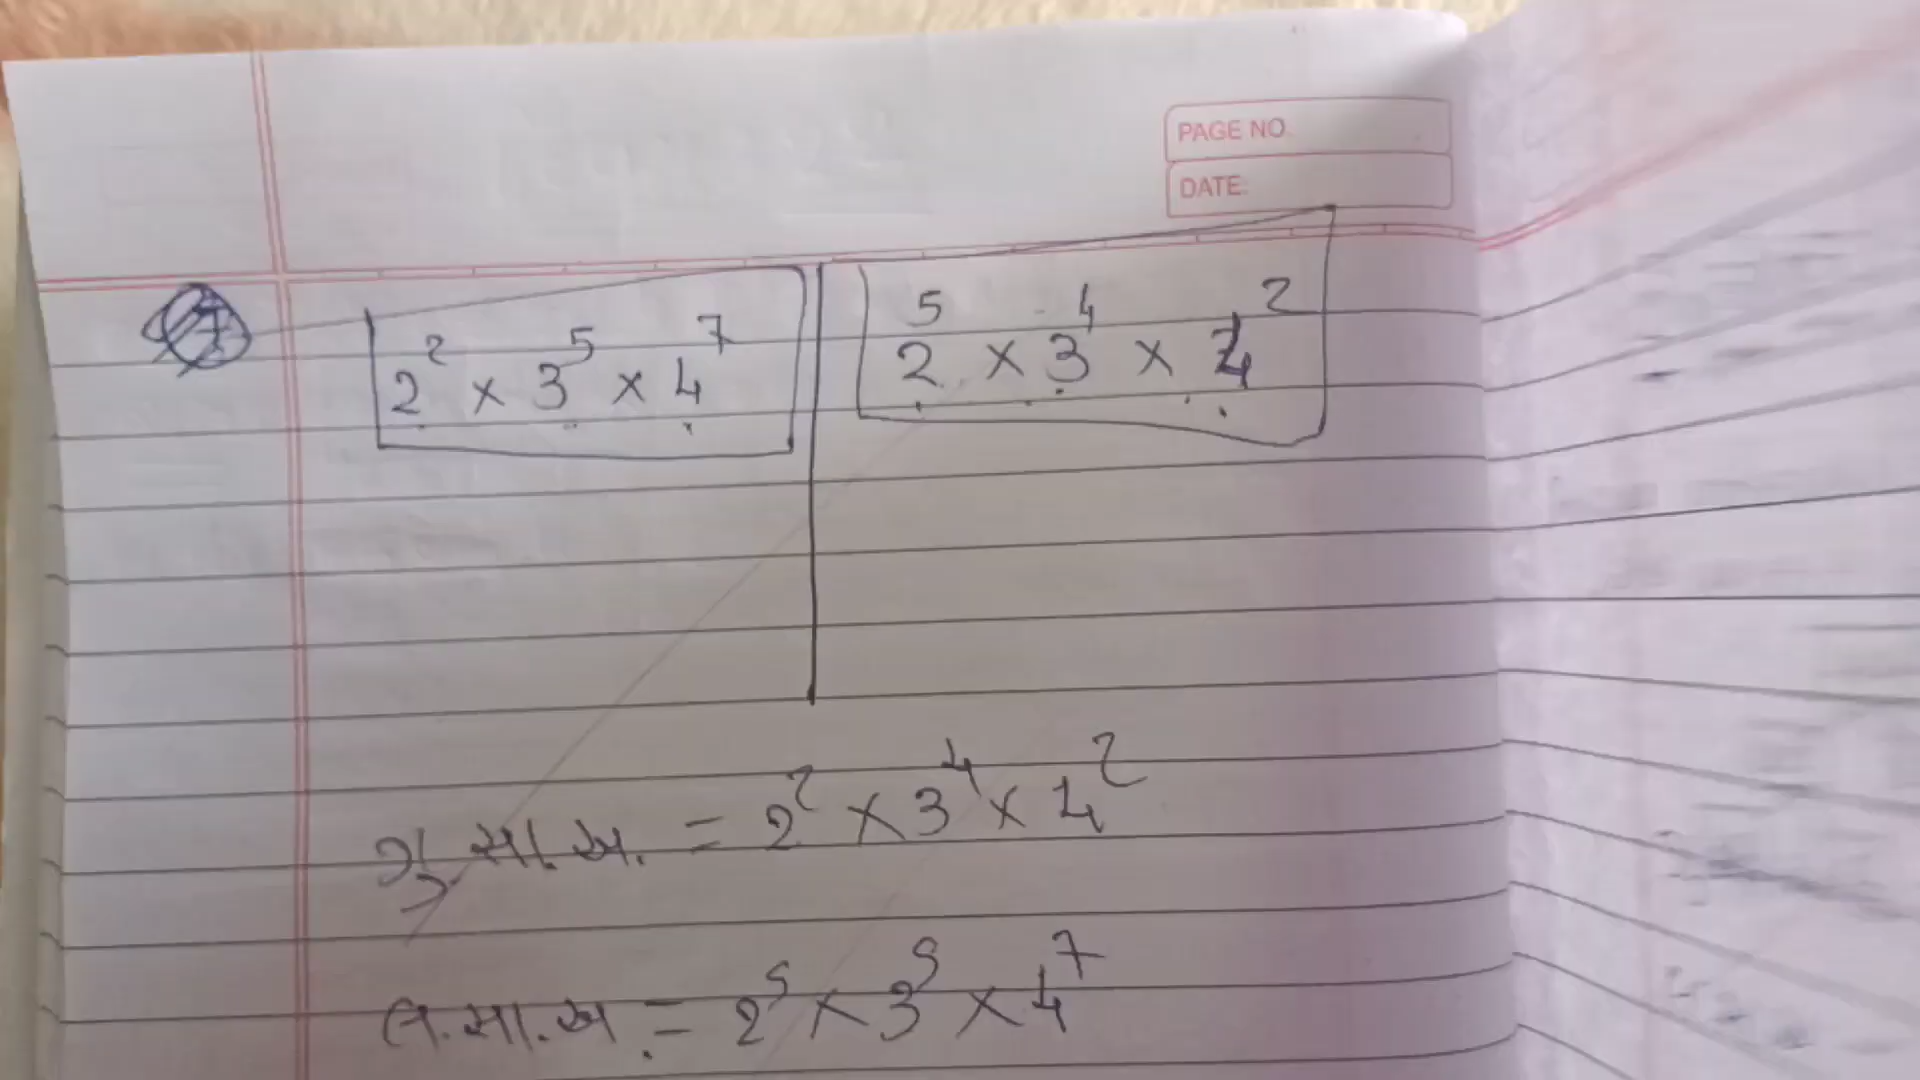 PAGE NO.
DATE:
2² × 3⁵ × 4⁷
2⁵ × 3⁴ × 4²
ગુ.સા.અ. = 2² × 3⁴ × 4²
લ.સા.અ. = 2⁵ × 3⁵ × 4⁷